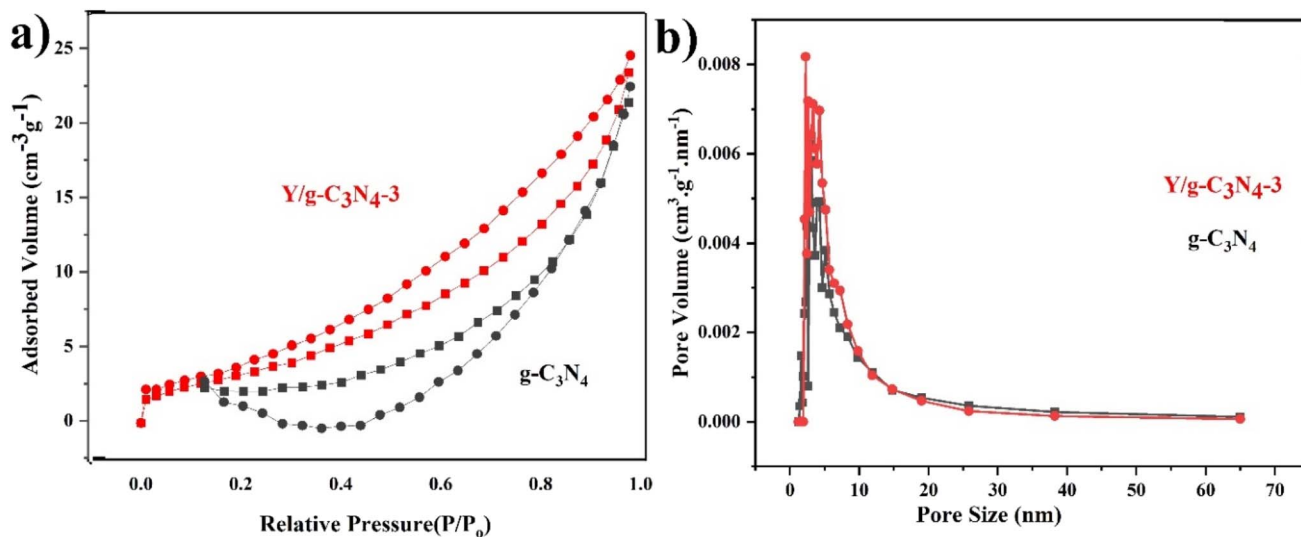 a)
Adsorbed Volume (cm⁻³g⁻¹)
25
20
15
10
5
0
Y/g-C₃N₄-3
g-C₃N₄
0.0 0.2 0.4 0.6 0.8 1.0
Relative Pressure(P/P₀)
b)
Pore Volume (cm³.g⁻¹.nm⁻¹)
0.008
0.006
0.004
0.002
0.000
Y/g-C₃N₄-3
g-C₃N₄
0 10 20 30 40 50 60 70
Pore Size (nm)